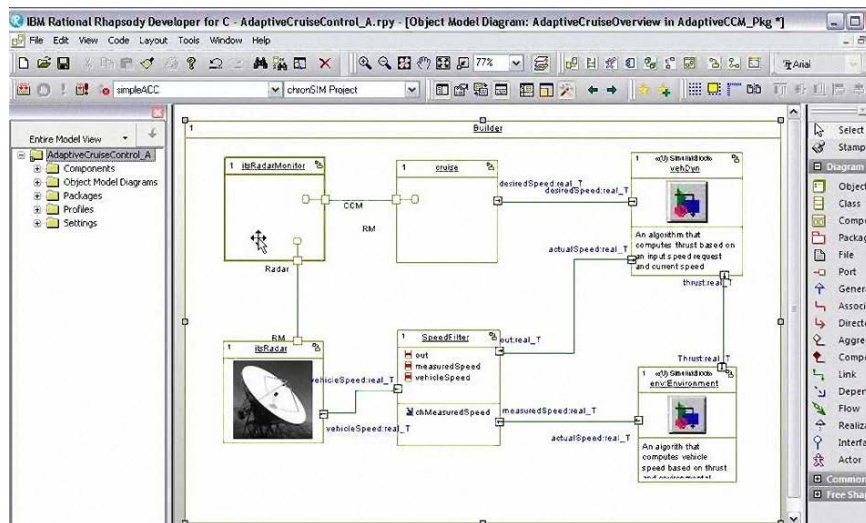 IBM Rational Rhapsody Developer for C - AdaptiveCruiseControl_A.rpy - [Object Model Diagram: AdaptiveCruiseOverview in AdaptiveCCM_Pkg *]
File Edit View Code Layout Tools Window Help
77%
Arial
simpleACC
chronSIM Project
Entire Model View
AdaptiveCruiseControl_A
Components
Object Model Diagrams
Packages
Profiles
Settings
1 Builder
1 itsRadarMonitor
CCM
RM
Radar
1 cruise
desiredSpeed:real_T
desiredSpeed:real_T
1
vehDyn
An algorithm that
computes thrust based on
an input speed request
and current speed
actualSpeed:real_T
thrust:real_T
RM
1 itsRadar
vehicleSpeed:real_T
vehicleSpeed:real_T
1 SpeedFilter
out
measuredSpeed
vehicleSpeed
chMeasuredSpeed
out:real_T
measuredSpeed:real_T
actualSpeed:real_T
Thrust:real_T
1
env:Environment
An algorith that
computes vehicle
speed based on thrust
and environmental
Select
Stamp
Diagram
Object
Class
Compo
Packag
File
Port
Genera
Associ
Directe
Aggre
Compo
Link
Deper
Flow
Realiza
Interfa
Actor
Common
Free Shap